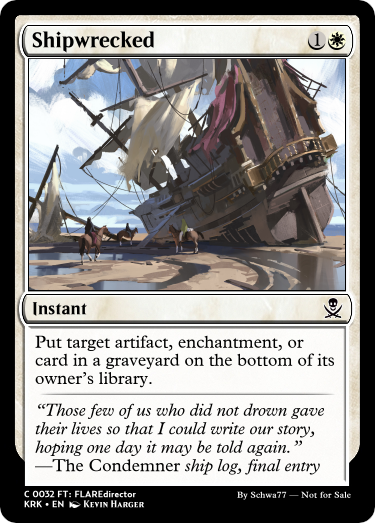 Shipwrecked 1
Instant
Put target artifact, enchantment, or
card in a graveyard on the bottom of its
owner's library.
“Those few of us who did not drown gave
their lives so that I could write our story,
hoping one day it may be told again.”
—The Condemner ship log, final entry
C 0032 FT: FLAREdirector
KRK • EN Kevin Harger
By Schwa77 — Not for Sale